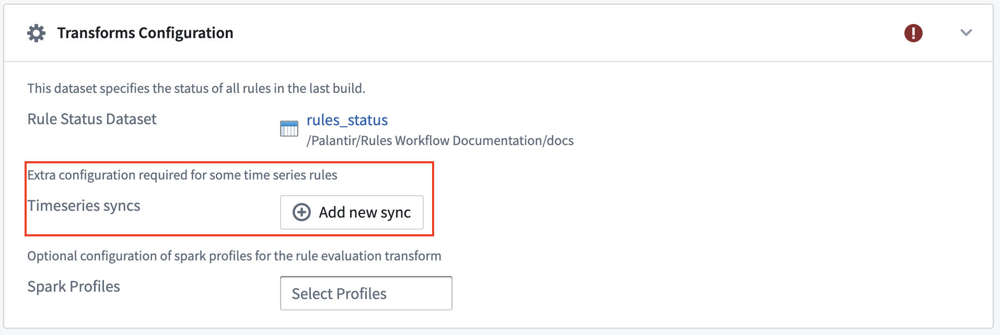 Transforms Configuration
This dataset specifies the status of all rules in the last build.
Rule Status Dataset
rules_status
/Palantir/Rules Workflow Documentation/docs
Extra configuration required for some time series rules
Timeseries syncs
Add new sync
Optional configuration of spark profiles for the rule evaluation transform
Spark Profiles
Select Profiles